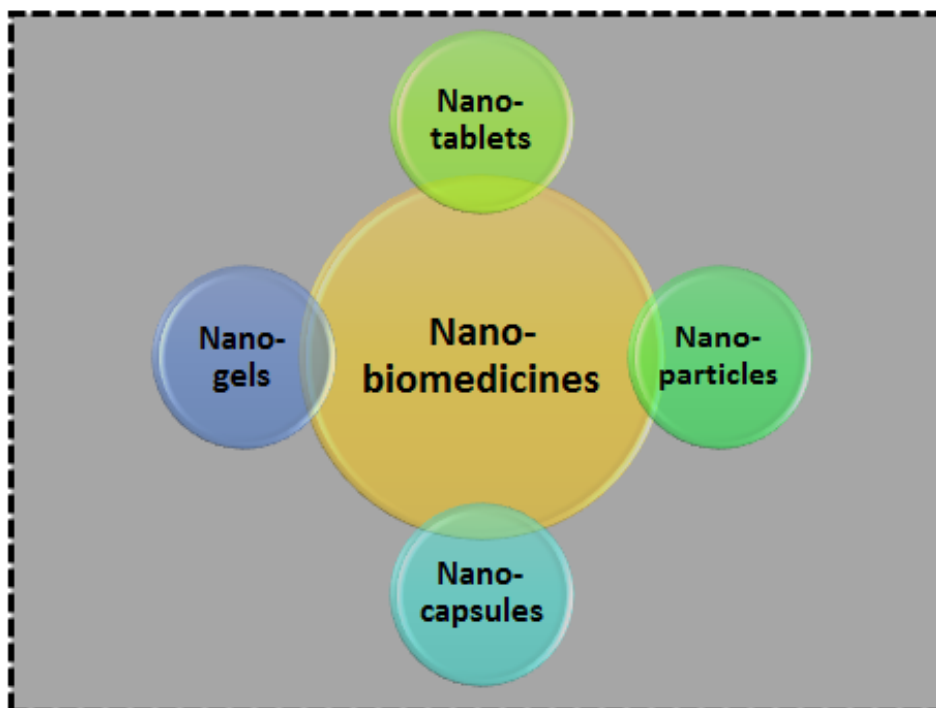 Nano-
tablets
Nano-
gels
Nano-
biomedicines
Nano-
particles
Nano-
capsules